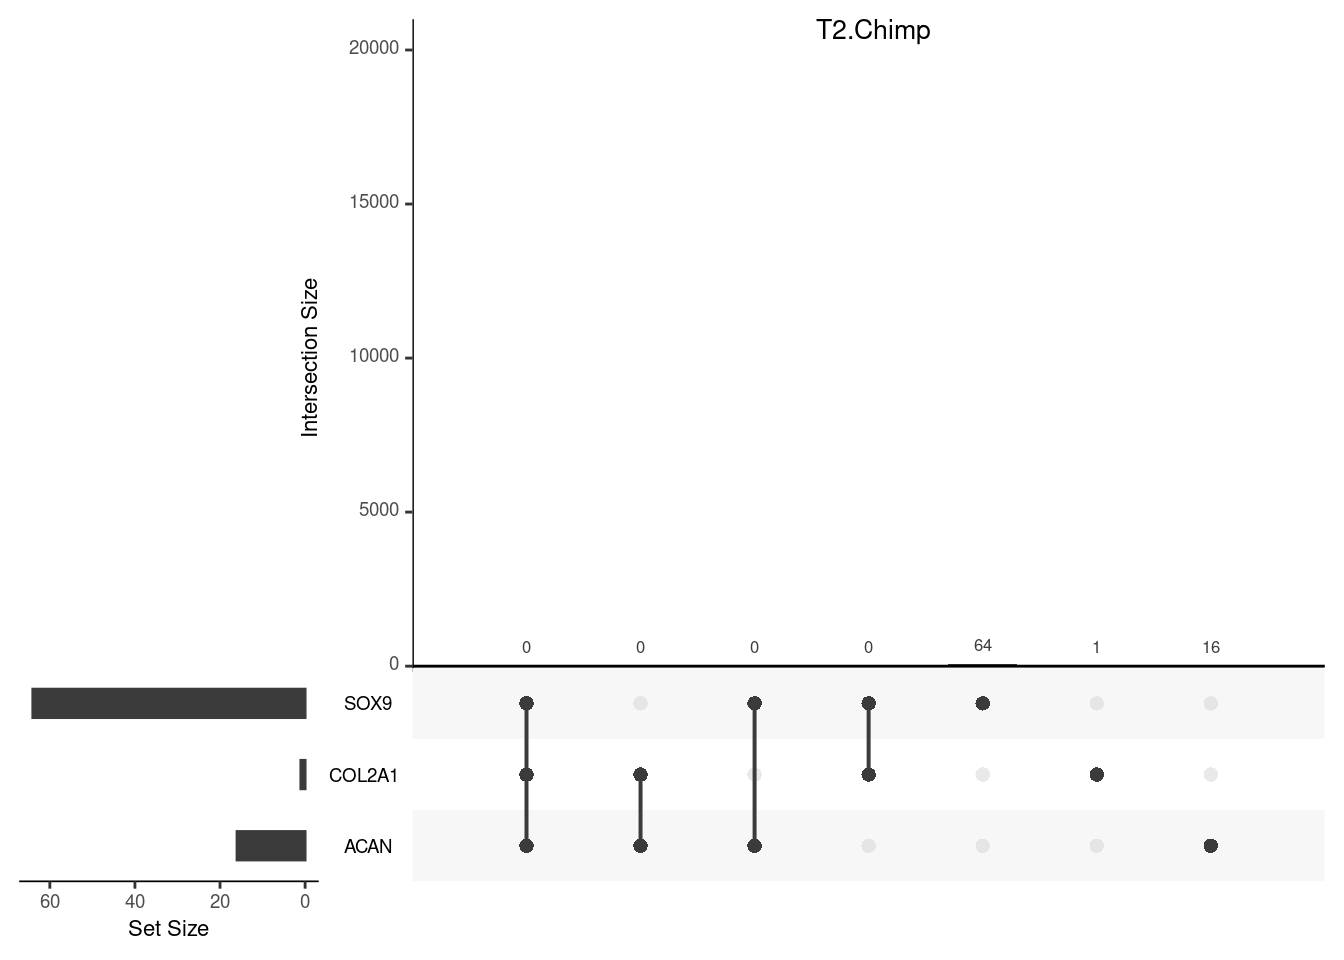 T2.Chimp
20000
15000
10000
5000
0
Intersection Size
0 0 0 0 64 1 16
SOX9
COL2A1
ACAN
60 40 20 0
Set Size